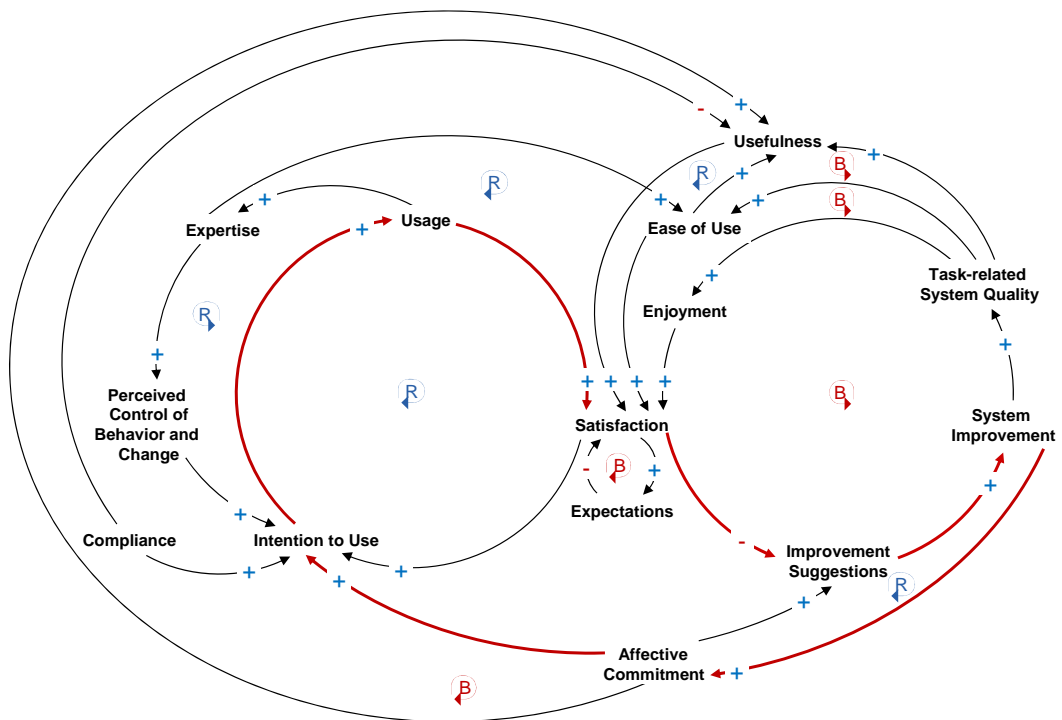 +
-
Usefulness
+
B
R
+
R
B
+
+
+
Usage
Ease of Use
Expertise
+
Task-related
System Quality
+
Enjoyment
R
+
+
Perceived
Control of
Behavior and
Change
R
+
+
+
+
B
System
Improvement
Satisfaction
-
B
+
Expectations
+
+
Compliance
Intention to Use
-
Improvement
Suggestions
+
+
+
+
R
Affective
Commitment
+
B